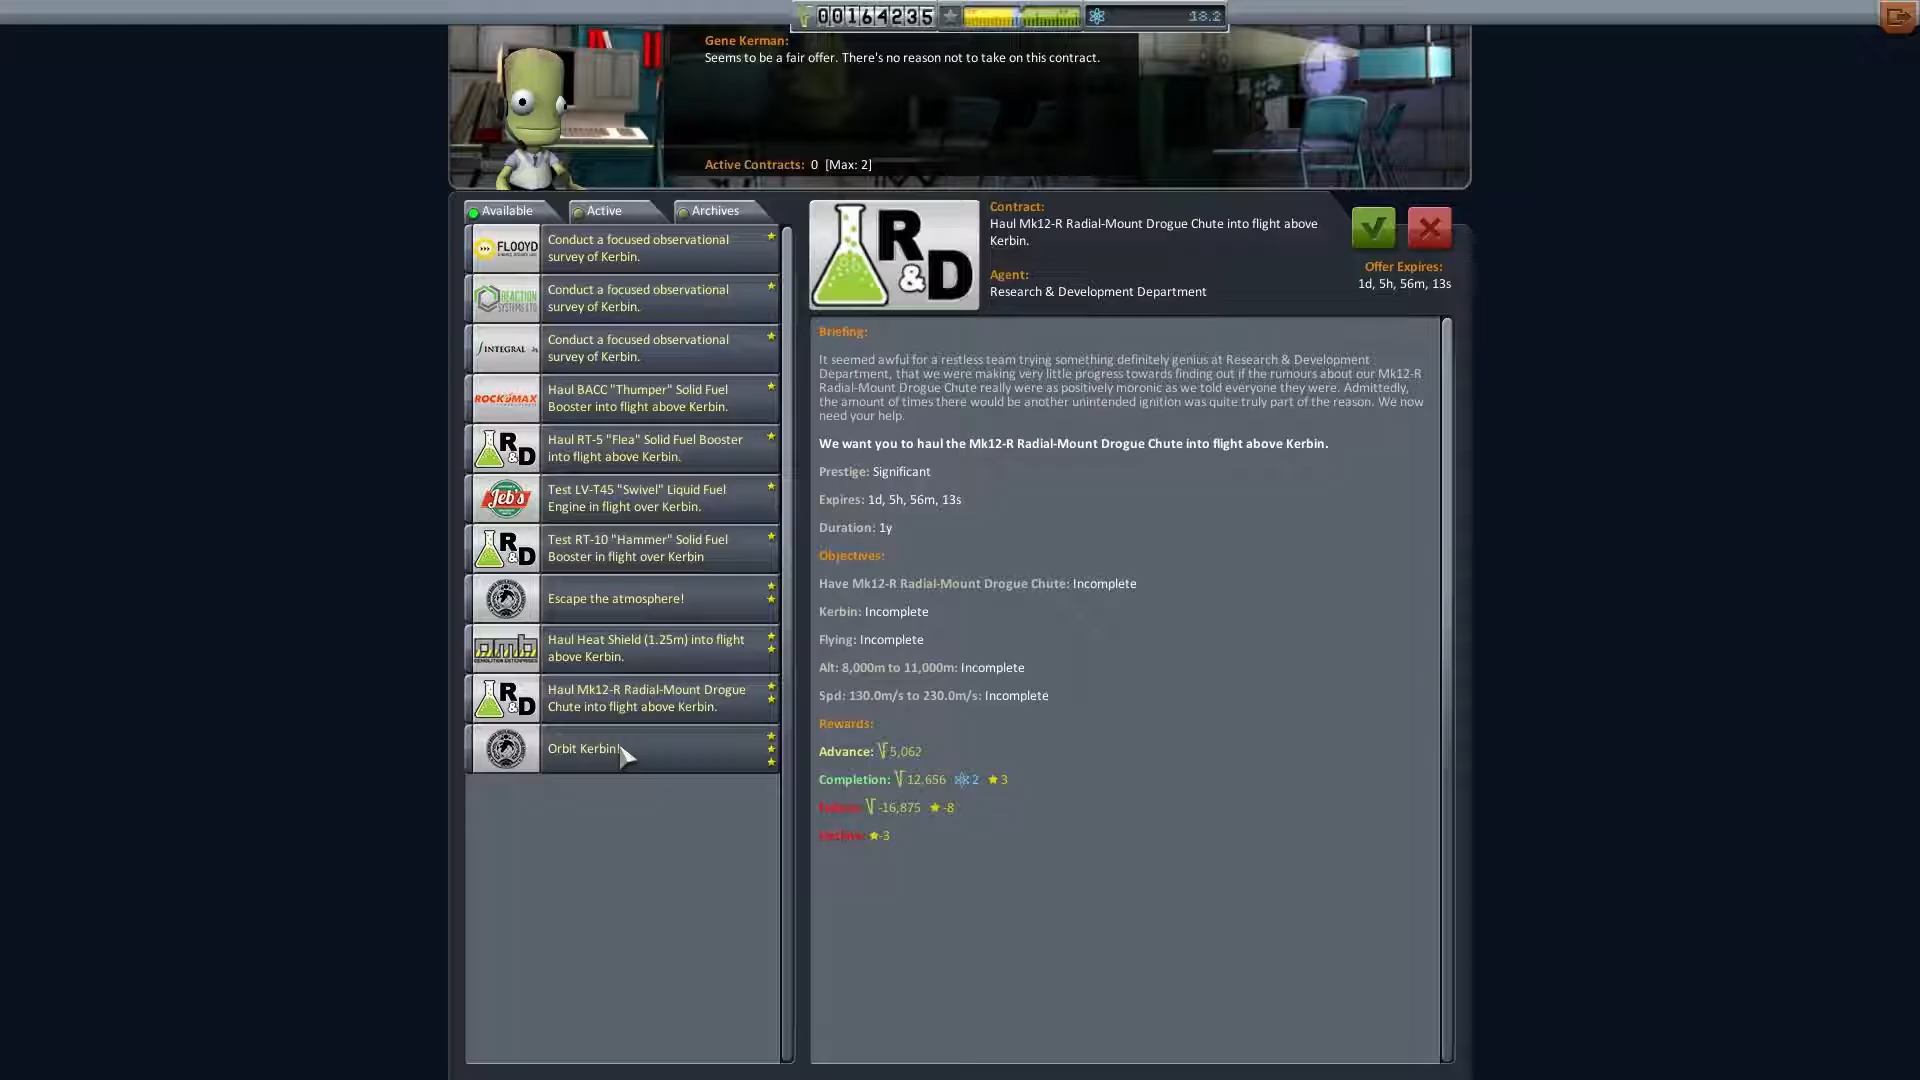 00164235
18.2
Gene Kerman:
Seems to be a fair offer. There's no reason not to take on this contract.
Active Contracts: 0 [Max: 2]
Available
Active
Archives
FLOOYD
Conduct a focused observational
survey of Kerbin.
REACTION
SYSTEMS LTD
Conduct a focused observational
survey of Kerbin.
INTEGRAL
Conduct a focused observational
survey of Kerbin.
ROCKOMAX
Haul BACC "Thumper" Solid Fuel
Booster into flight above Kerbin.
R&D
Haul RT-5 "Flea" Solid Fuel Booster
into flight above Kerbin.
Jeb's
Test LV-T45 "Swivel" Liquid Fuel
Engine in flight over Kerbin.
R&D
Test RT-10 "Hammer" Solid Fuel
Booster in flight over Kerbin
Escape the atmosphere!
Haul Heat Shield (1.25m) into flight
above Kerbin.
R&D
Haul Mk12-R Radial-Mount Drogue
Chute into flight above Kerbin.
Orbit Kerbin!
R&D
Contract:
Haul Mk12-R Radial-Mount Drogue Chute into flight above
Kerbin.
Agent:
Research & Development Department
Offer Expires:
1d, 5h, 56m, 13s
Briefing:
It seemed awful for a restless team trying something definitely genius at Research & Development
Department, that we were making very little progress towards finding out if the rumours about our Mk12-R
Radial-Mount Drogue Chute really were as positively moronic as we told everyone they were. Admittedly,
the amount of times there would be another unintended ignition was quite truly part of the reason. We now
need your help.
We want you to haul the Mk12-R Radial-Mount Drogue Chute into flight above Kerbin.
Prestige: Significant
Expires: 1d, 5h, 56m, 13s
Duration: 1y
Objectives:
Have Mk12-R Radial-Mount Drogue Chute: Incomplete
Kerbin: Incomplete
Flying: Incomplete
Alt: 8,000m to 11,000m: Incomplete
Spd: 130.0m/s to 230.0m/s: Incomplete
Rewards:
Advance: 5,062
Completion: 12,656 2 3
Failure: -16,875 -8
Decline: -3